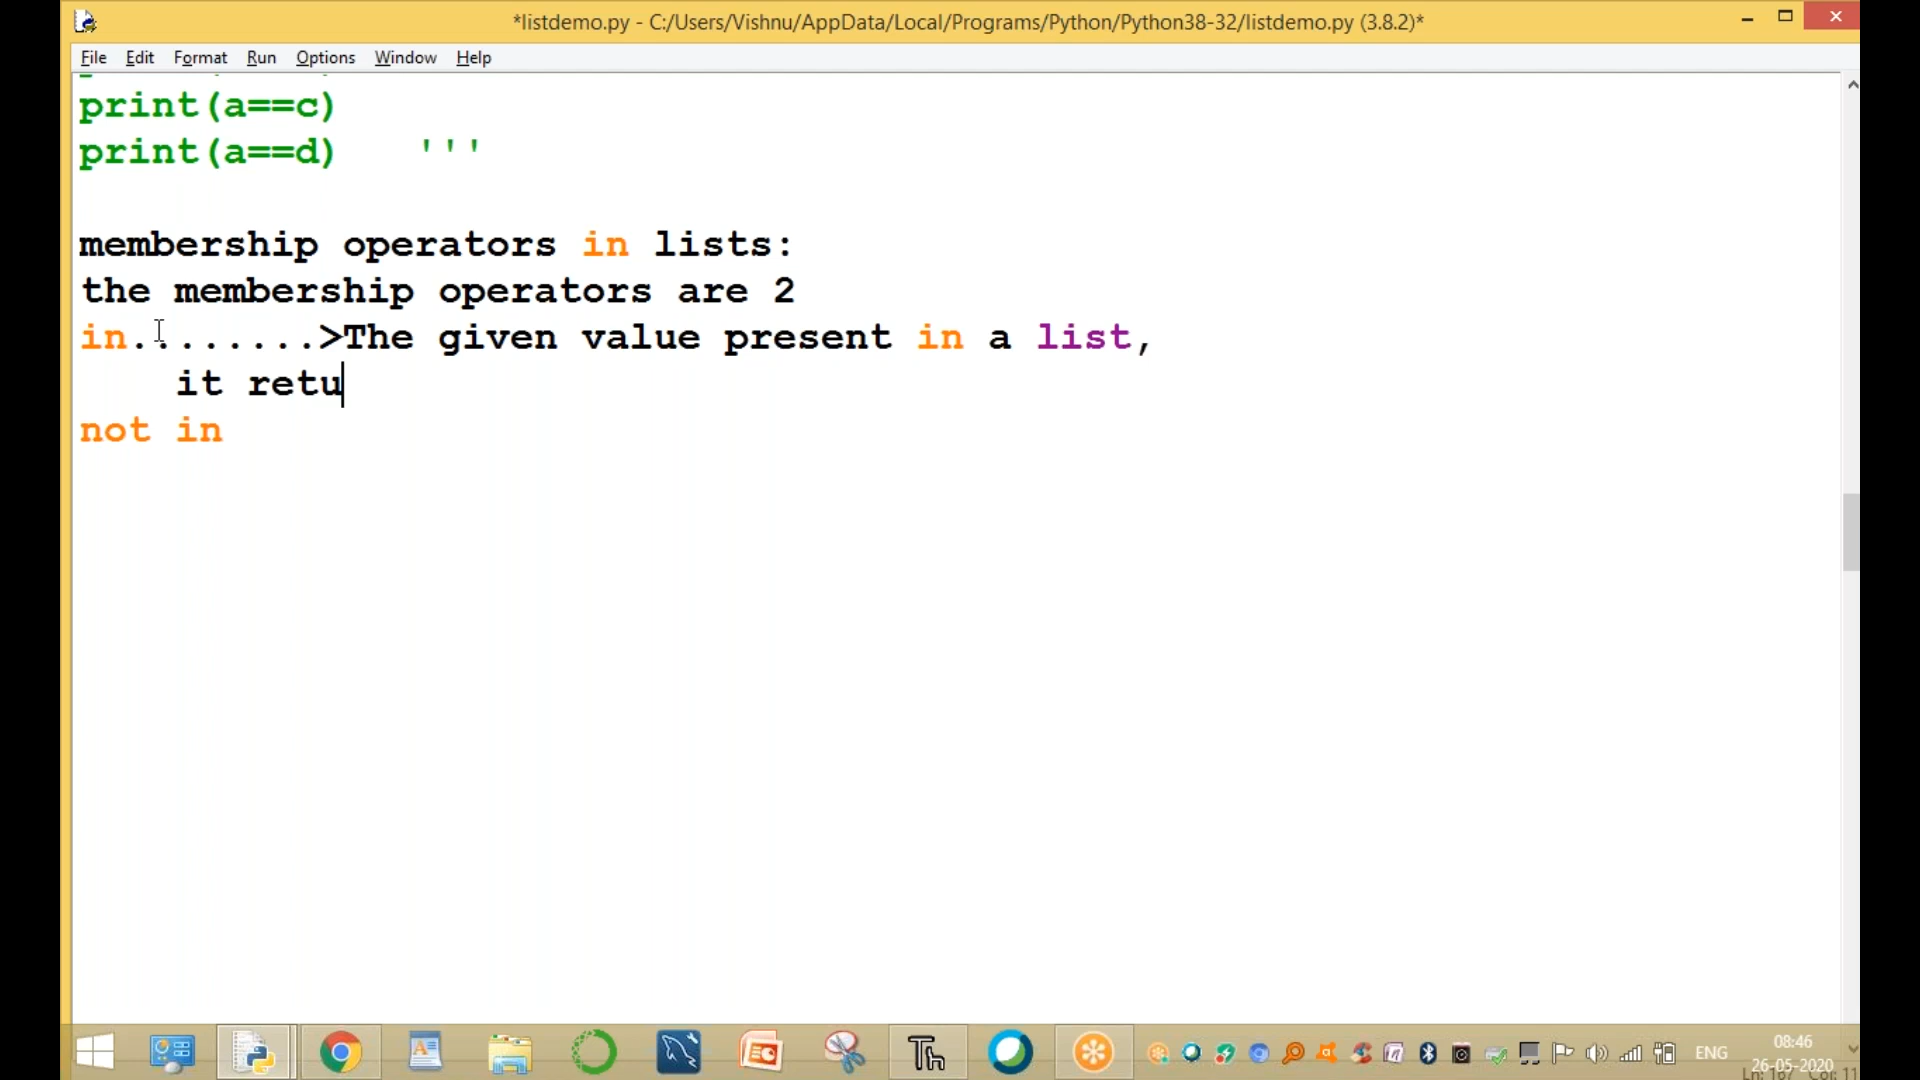 *listdemo.py - C:/Users/Vishnu/AppData/Local/Programs/Python/Python38-32/listdemo.py (3.8.2)*
File Edit Format Run Options Window Help
print(a==c)
print(a==d) '''
membership operators in lists:
the membership operators are 2
in........>The given value present in a list,
it retu
not in
ENG
08:46
26-05-2020